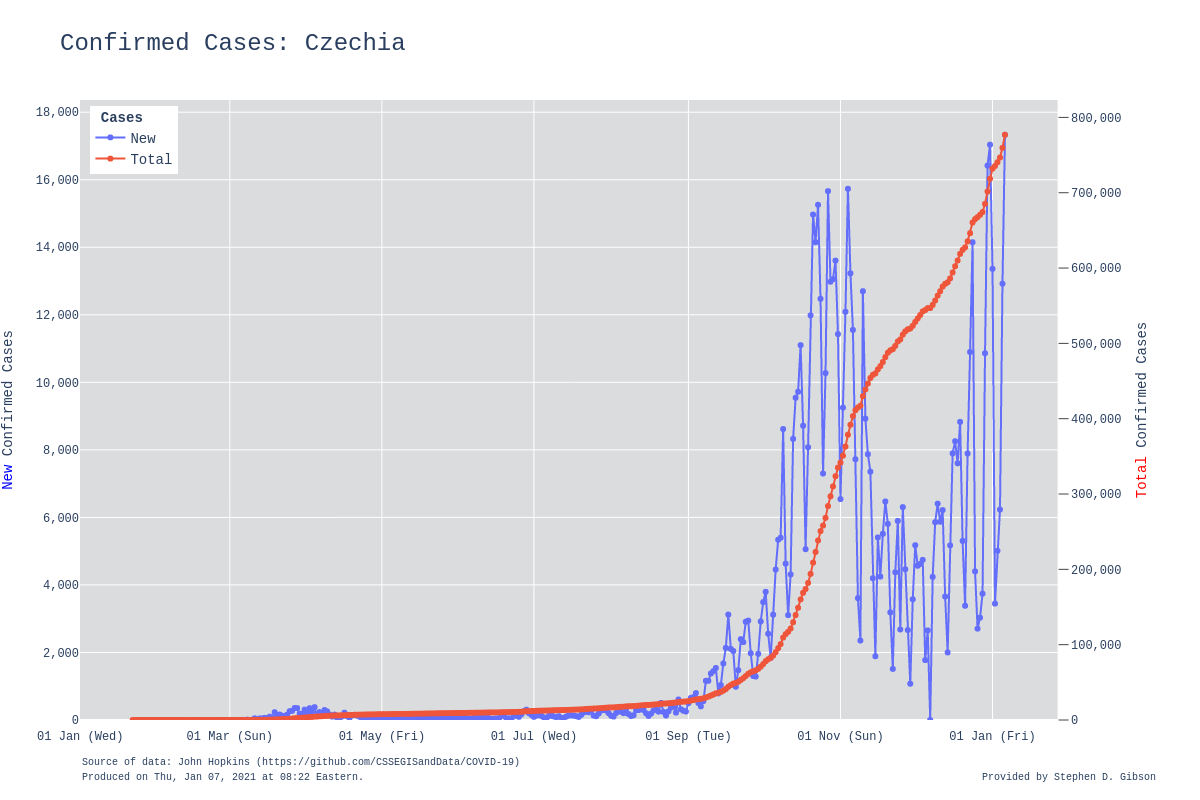 Confirmed Cases: Czechia
Cases
New
Total
18,000
16,000
14,000
12,000
10,000
8,000
6,000
4,000
2,000
0
New Confirmed Cases
800,000
700,000
600,000
500,000
400,000
300,000
200,000
100,000
0
Total Confirmed Cases
01 Jan (Wed)
01 Mar (Sun)
01 May (Fri)
01 Jul (Wed)
01 Sep (Tue)
01 Nov (Sun)
01 Jan (Fri)
Source of data: John Hopkins (https://github.com/CSSEGISandData/COVID-19)
Produced on Thu, Jan 07, 2021 at 08:22 Eastern.
Provided by Stephen D. Gibson